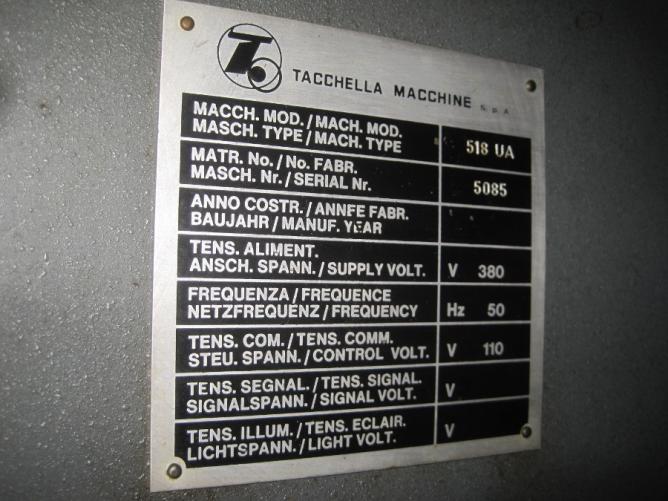 TACCHELLA MACCHINE S.p.A
MACCH. MOD./MACH. MOD.
MASCH. TYPE/MACH. TYPE
518 UA
MATR. No./No. FABR.
MASCH. Nr./SERIAL Nr.
5085
ANNO COSTR./ANNFE FABR.
BAUJAHR/MANUF. YEAR
TENS. ALIMENT.
ANSCH. SPANN./SUPPLY VOLT.
V 380
FREQUENZA/FREQUENCE
NETZFREQUENZ/FREQUENCY
Hz 50
TENS. COM./TENS. COMM.
STEU. SPANN./CONTROL VOLT.
V 110
TENS. SEGNAL./TENS. SIGNAL.
SIGNALSPANN./SIGNAL VOLT.
V
TENS. ILLUM./TENS. ECLAIR.
LICHTSPANN./LIGHT VOLT.
V